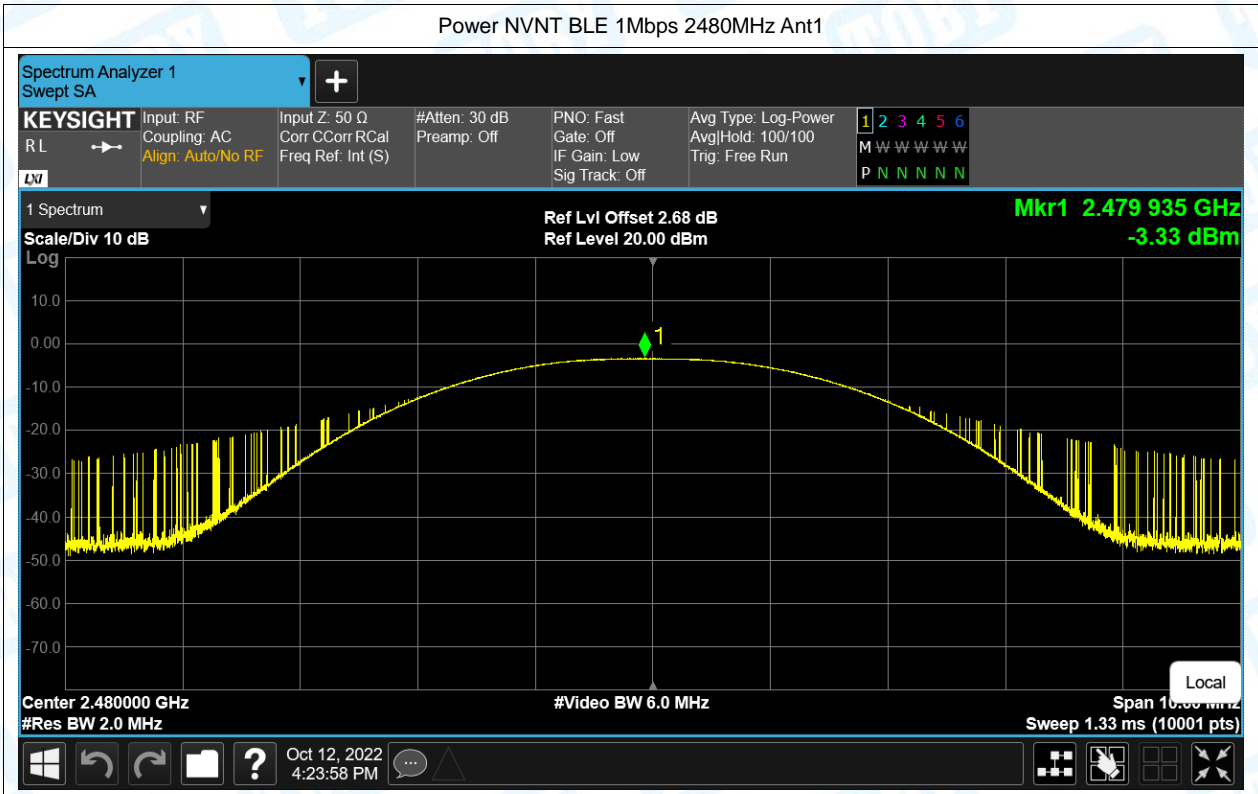 Power NVNT BLE 1Mbps 2480MHz Ant1
Spectrum Analyzer 1
Swept SA
KEYSIGHT
R L
LXI
Input: RF
Coupling: AC
Align: Auto/No RF
Input Z: 50 Ω
Corr CCorr RCal
Freq Ref: Int (S)
#Atten: 30 dB
Preamp: Off
PNO: Fast
Gate: Off
IF Gain: Low
Sig Track: Off
Avg Type: Log-Power
Avg|Hold: 100/100
Trig: Free Run
1 2 3 4 5 6
M W W W W W
P N N N N N
1 Spectrum
Scale/Div 10 dB
Ref Lvl Offset 2.68 dB
Ref Level 20.00 dBm
Mkr1 2.479 935 GHz
-3.33 dBm
Log
10.0
0.00
-10.0
-20.0
-30.0
-40.0
-50.0
-60.0
-70.0
1
Center 2.480000 GHz
#Res BW 2.0 MHz
#Video BW 6.0 MHz
Span 10.00 MHz
Sweep 1.33 ms (10001 pts)
Local
?
Oct 12, 2022
4:23:58 PM